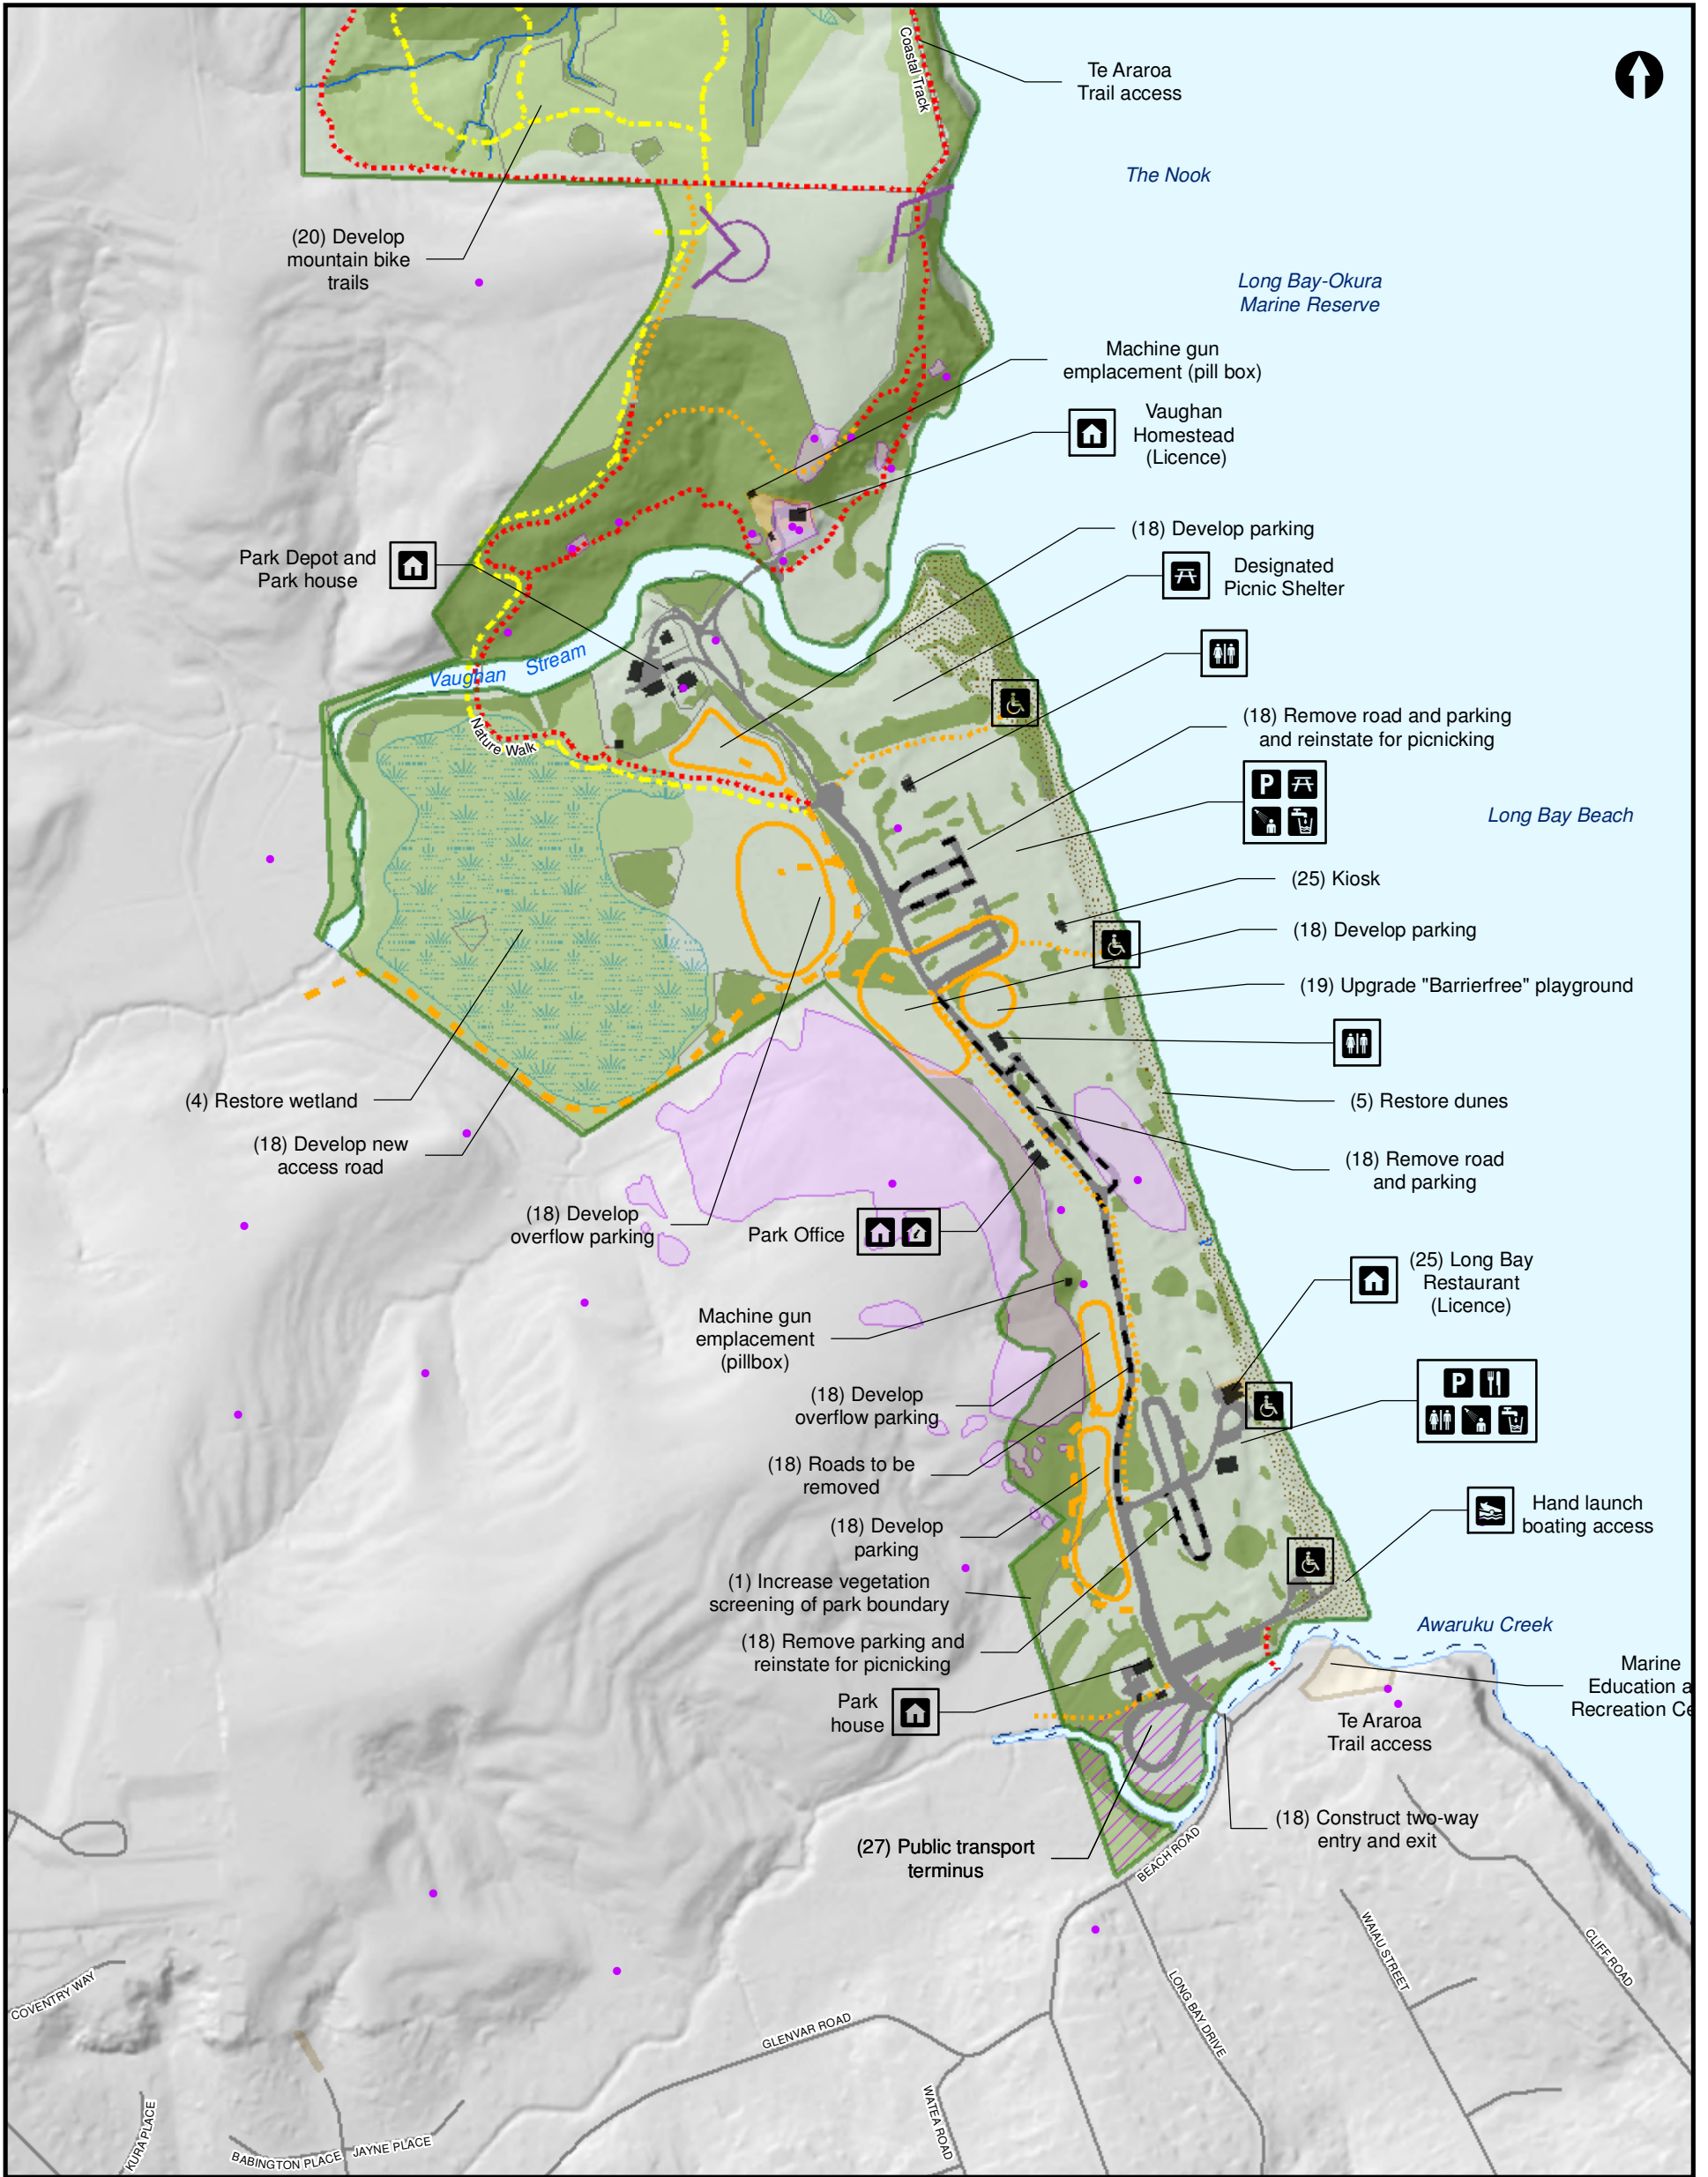 Coastal Track
Te Araroa
Trail access
The Nook
(20) Develop
mountain bike
trails
Long Bay-Okura
Marine Reserve
Machine gun
emplacement (pill box)
Vaughan
Homestead
(Licence)
(18) Develop parking
Park Depot and
Park house
Designated
Picnic Shelter
Vaughan Stream
Nature Walk
(18) Remove road and parking
and reinstate for picnicking
P
Long Bay Beach
(25) Kiosk
(18) Develop parking
(19) Upgrade "Barrierfree" playground
(4) Restore wetland
(5) Restore dunes
(18) Develop new
access road
(18) Remove road
and parking
(18) Develop
overflow parking
Park Office
(25) Long Bay
Restaurant
(Licence)
Machine gun
emplacement
(pillbox)
P
(18) Develop
overflow parking
(18) Roads to be
removed
Hand launch
boating access
(18) Develop
parking
(1) Increase vegetation
screening of park boundary
Awaruku Creek
(18) Remove parking and
reinstate for picnicking
Marine
Education a
Recreation Ce
Park
house
Te Araroa
Trail access
(18) Construct two-way
entry and exit
(27) Public transport
terminus
BEACH ROAD
WAIAU STREET
CLIFF ROAD
COVENTRY WAY
LONG BAY DRIVE
GLENVAR ROAD
WATEA ROAD
KURA PLACE
BABINGTON PLACE
JAYNE PLACE